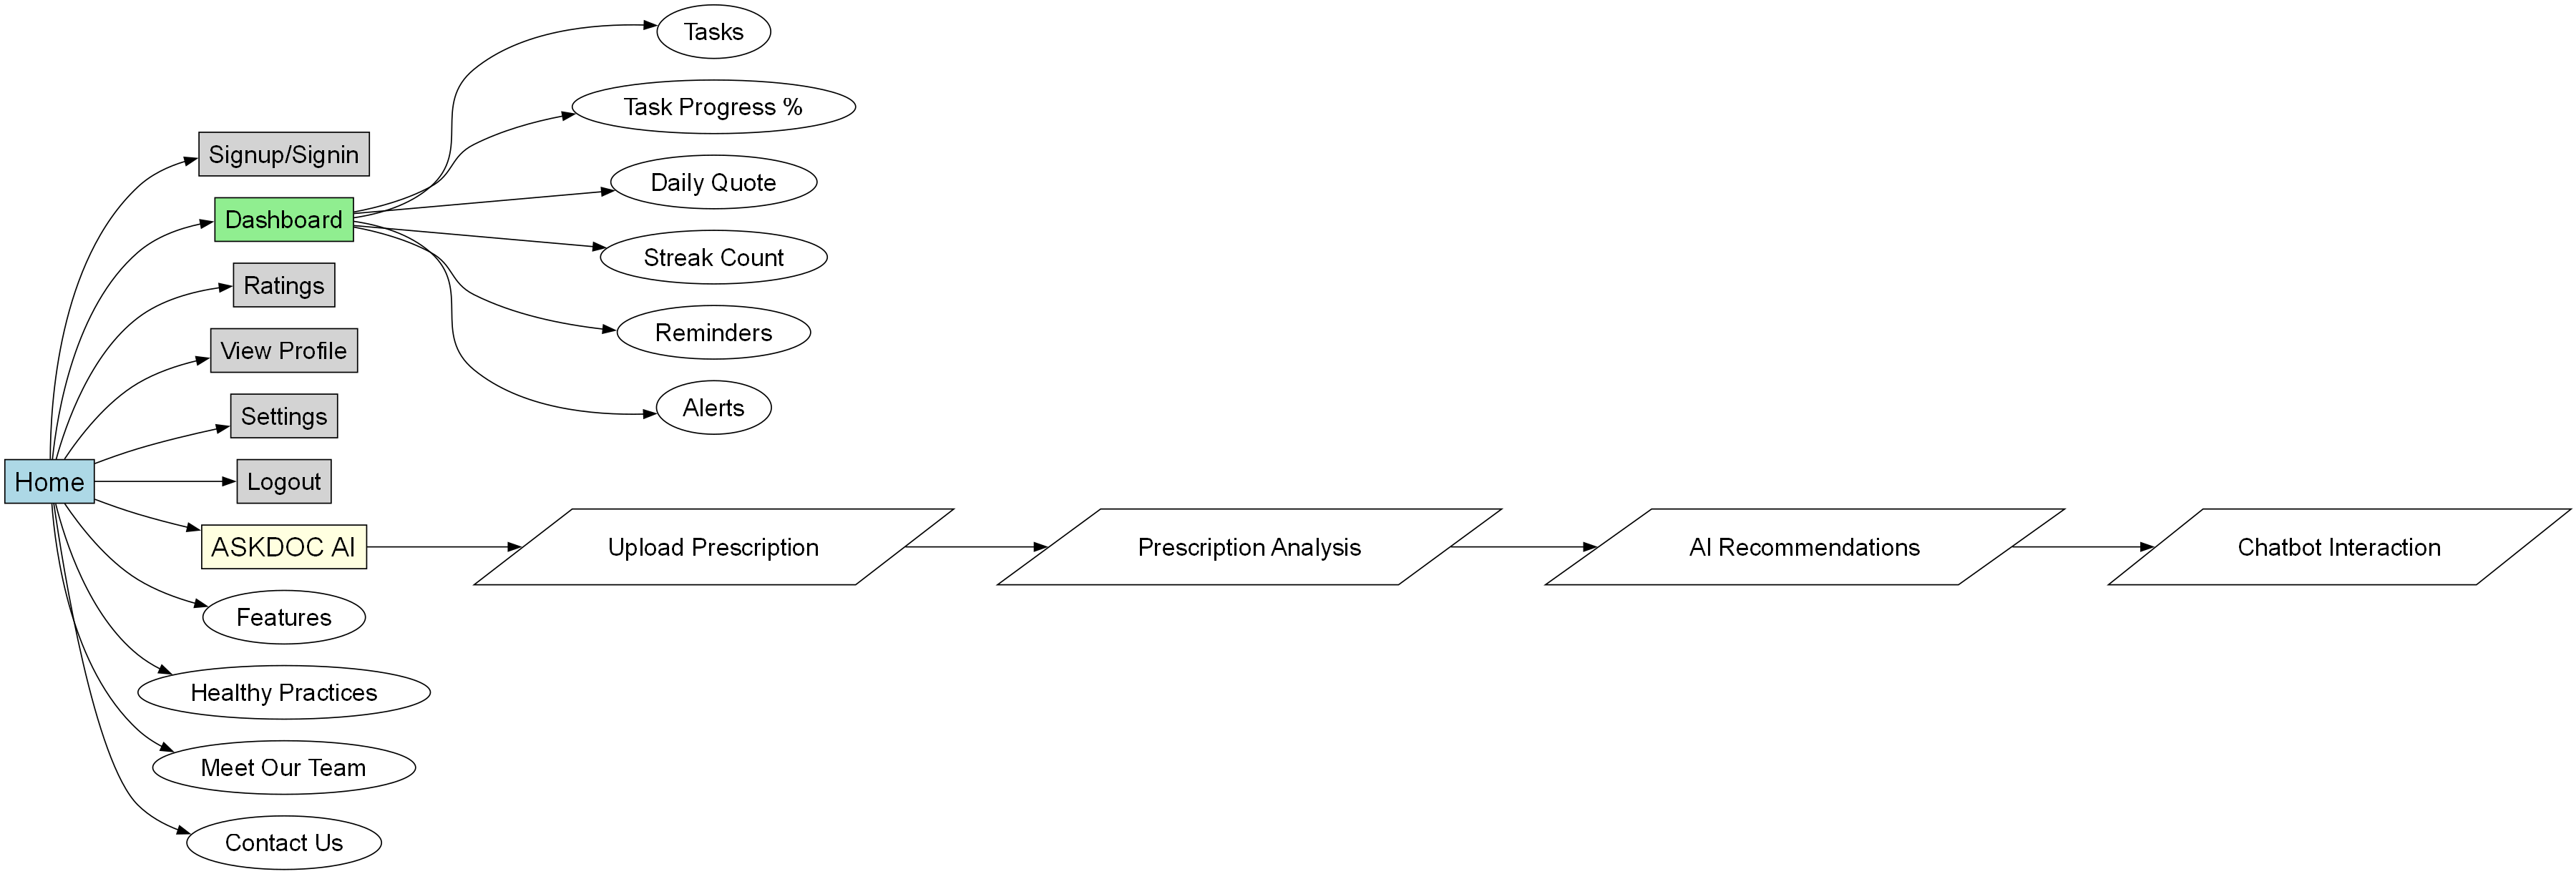 Home
Signup/Signin
Dashboard
Ratings
View Profile
Settings
Logout
ASKDOC AI
Features
Healthy Practices
Meet Our Team
Contact Us
Tasks
Task Progress %
Daily Quote
Streak Count
Reminders
Alerts
Upload Prescription
Prescription Analysis
AI Recommendations
Chatbot Interaction